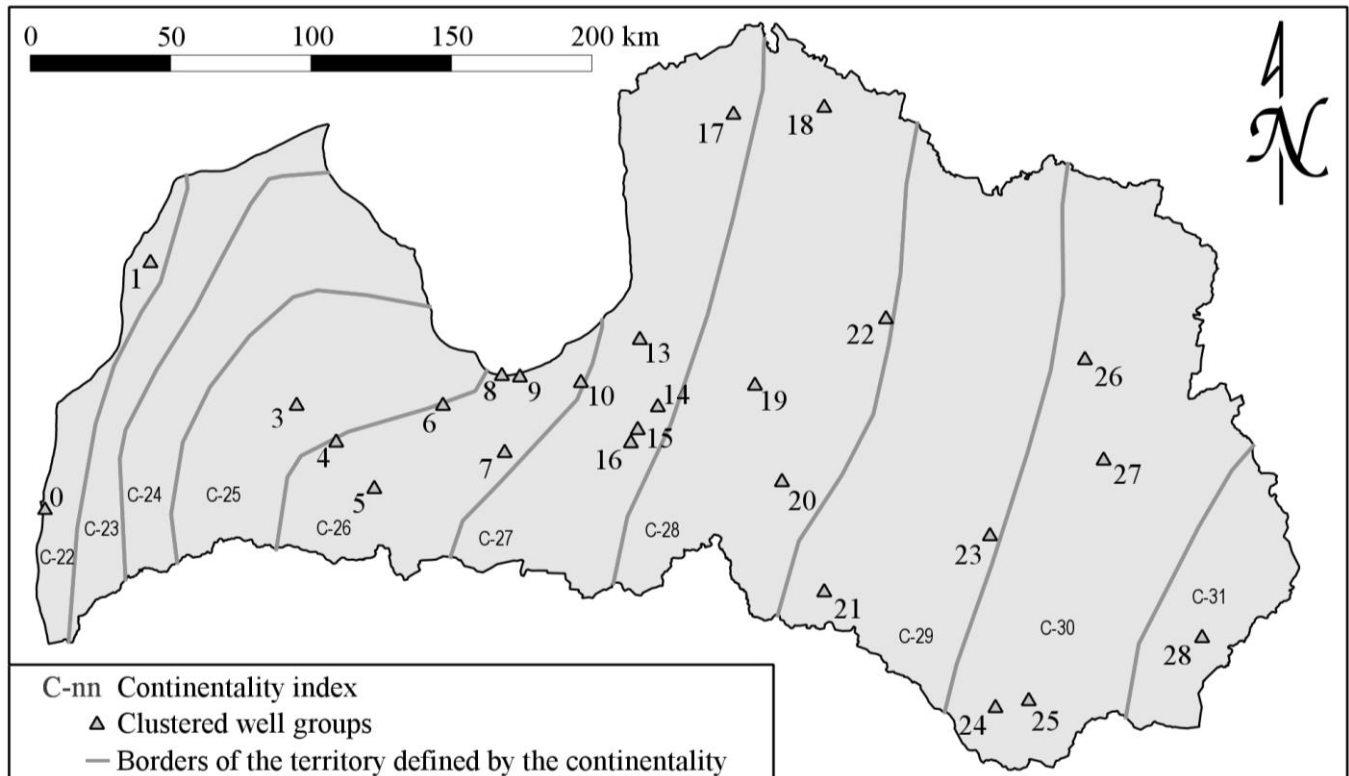 0 50 100 150 200 km
N
17 18
1
22
13
8 9 10 14 19 26
3 6
15
4 16
7 27
5 20
0
C-24 C-25
C-23 C-26 C-27 C-28 23
C-22
21 C-31
C-29 C-30
28
24 25
C-nn Continentality index
Clustered well groups
Borders of the territory defined by the continentality